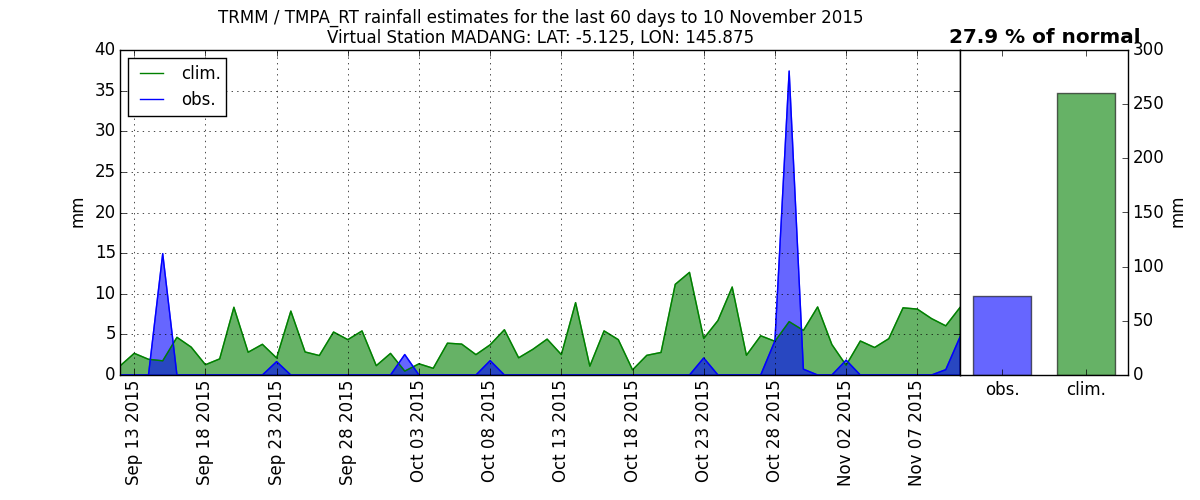 TRMM / TMPA_RT rainfall estimates for the last 60 days to 10 November 2015
Virtual Station MADANG: LAT: -5.125, LON: 145.875
27.9 % of normal
clim.
obs.
mm
40
35
30
25
20
15
10
5
0
Sep 13 2015
Sep 18 2015
Sep 23 2015
Sep 28 2015
Oct 03 2015
Oct 08 2015
Oct 13 2015
Oct 18 2015
Oct 23 2015
Oct 28 2015
Nov 02 2015
Nov 07 2015
300
250
200
150
100
50
0
mm
obs.
clim.